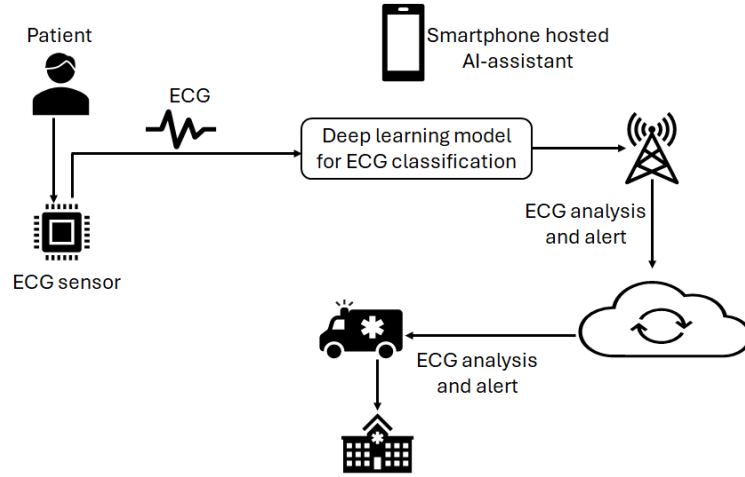 Patient
Smartphone hosted
AI-assistant
ECG
Deep learning model
for ECG classification
ECG analysis
and alert
ECG sensor
ECG analysis
and alert